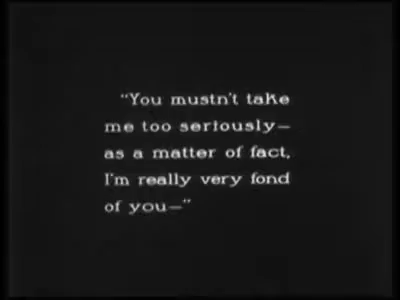 "You mustn't take
me too seriously—
as a matter of fact,
I'm really very fond
of you—"